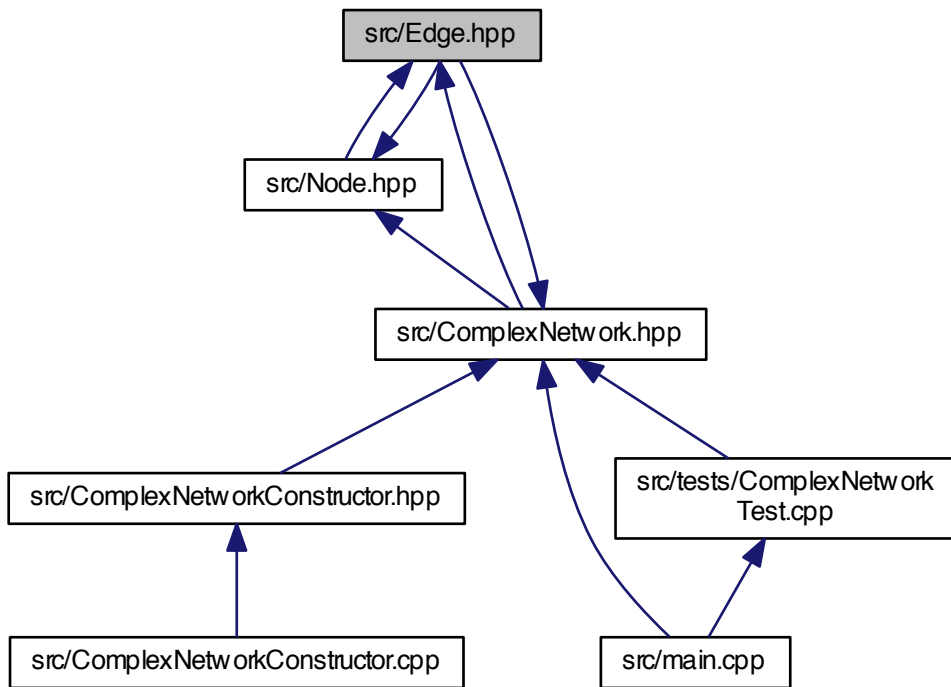 src/Edge.hpp
src/Node.hpp
src/ComplexNetwork.hpp
src/ComplexNetworkConstructor.hpp
src/tests/ComplexNetwork
Test.cpp
src/ComplexNetworkConstructor.cpp
src/main.cpp